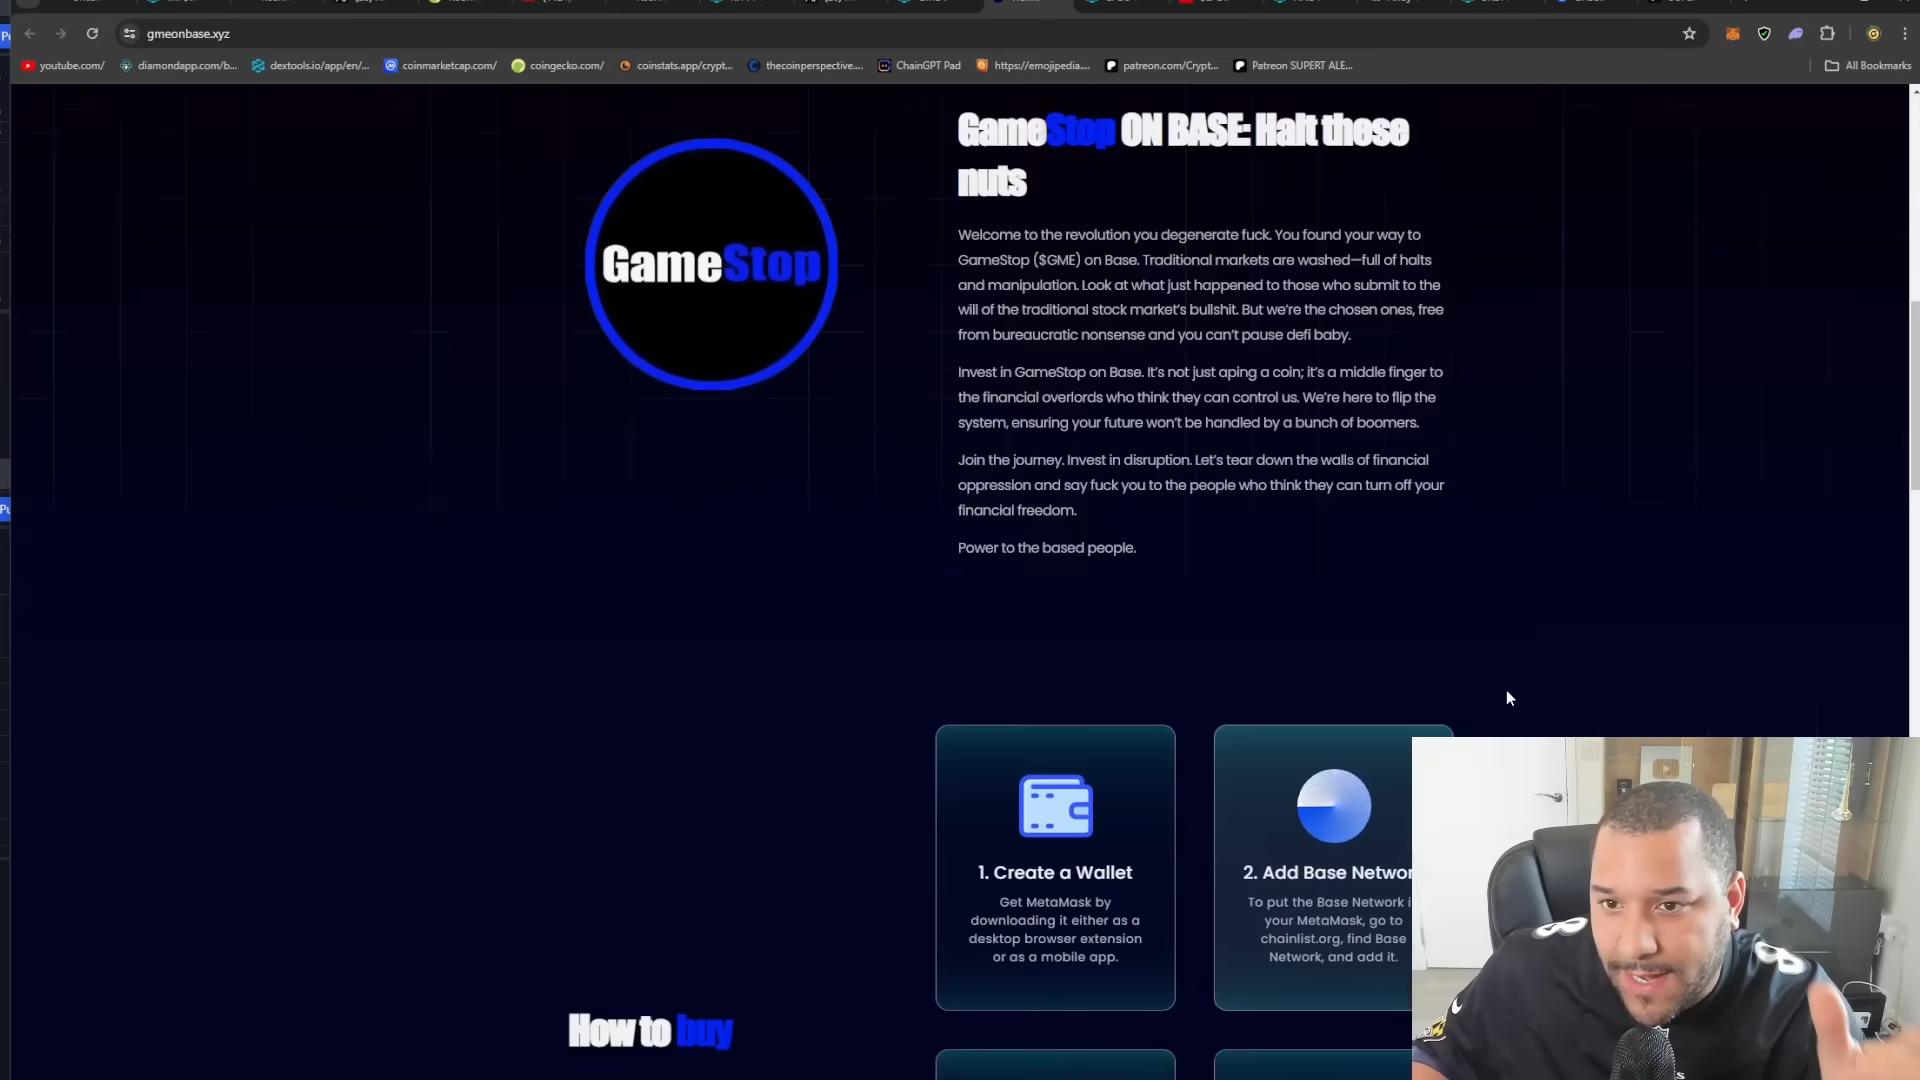 gmeonbase.xyz
youtube.com/
diamondapp.com/b...
dextools.io/app/en/...
coinmarketcap.com/
coingecko.com/
coinstats.app/crypt...
thecoinperspective....
ChainGPT Pad
https://emojipedia....
patreon.com/Crypt...
Patreon SUPERT ALE...
All Bookmarks
GameStop
GameStop ON BASE: Halt these
nuts
Welcome to the revolution you degenerate fuck. You found your way to
GameStop ($GME) on Base. Traditional markets are washed—full of halts
and manipulation. Look at what just happened to those who submit to the
will of the traditional stock market's bullshit. But we're the chosen ones, free
from bureaucratic nonsense and you can't pause defi baby.
Invest in GameStop on Base. It's not just aping a coin; it's a middle finger to
the financial overlords who think they can control us. We're here to flip the
system, ensuring your future won't be handled by a bunch of boomers.
Join the journey. Invest in disruption. Let's tear down the walls of financial
oppression and say fuck you to the people who think they can turn off your
financial freedom.
Power to the based people.
1. Create a Wallet
Get MetaMask by
downloading it either as a
desktop browser extension
or as a mobile app.
2. Add Base Networ
To put the Base Network i
your MetaMask, go to
chainlist.org, find Base
Network, and add it.
How to buy